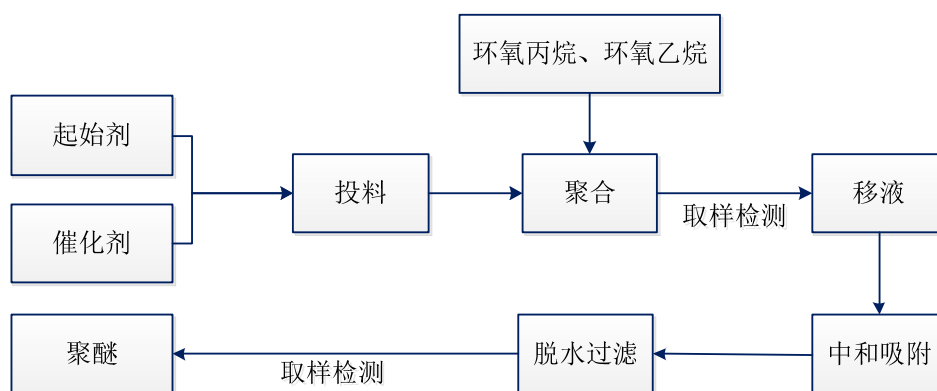 环氧丙烷、环氧乙烷
起始剂
催化剂
投料
聚合
取样检测
移液
中和吸附
脱水过滤
取样检测
聚醚